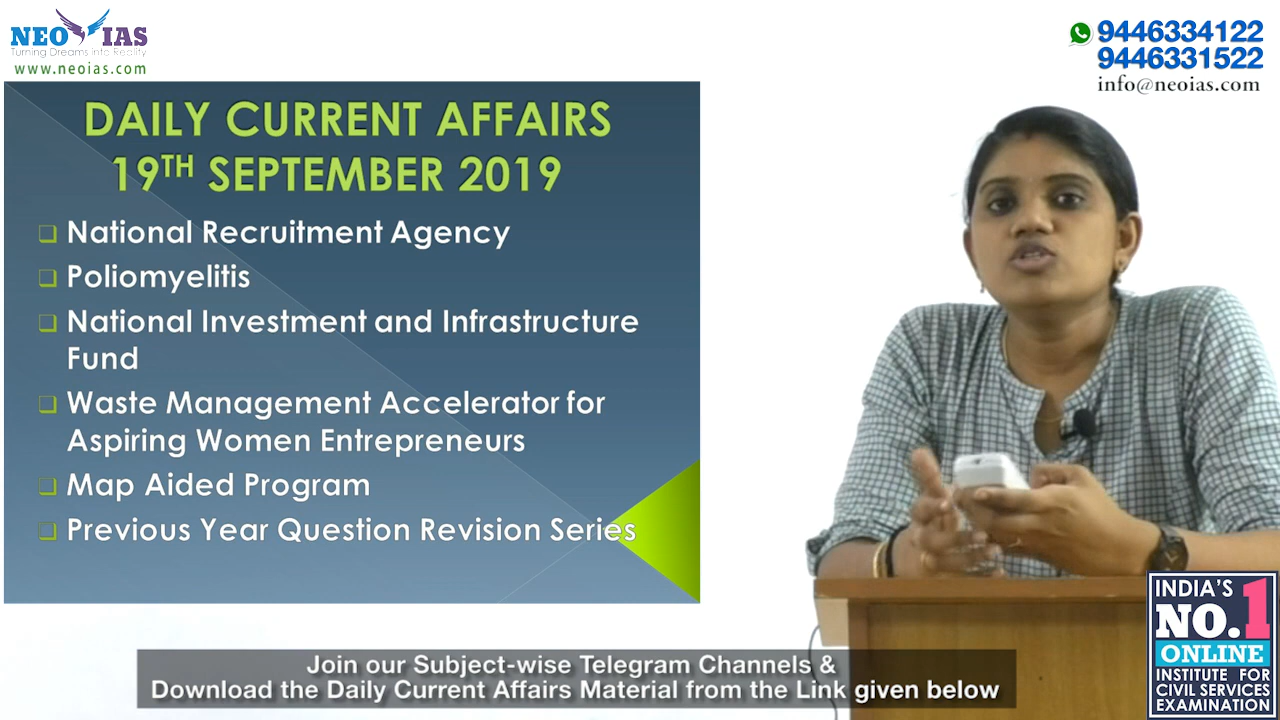 NEO IAS
Turning Dreams into Reality
www.neoias.com
9446334122
9446331522
info@neoias.com
DAILY CURRENT AFFAIRS
19TH SEPTEMBER 2019
National Recruitment Agency
Poliomyelitis
National Investment and Infrastructure
Fund
Waste Management Accelerator for
Aspiring Women Entrepreneurs
Map Aided Program
Previous Year Question Revision Series
Join our Subject-wise Telegram Channels &
Download the Daily Current Affairs Material from the Link given below
INDIA'S
NO.1
ONLINE
INSTITUTE FOR
CIVIL SERVICES
EXAMINATION